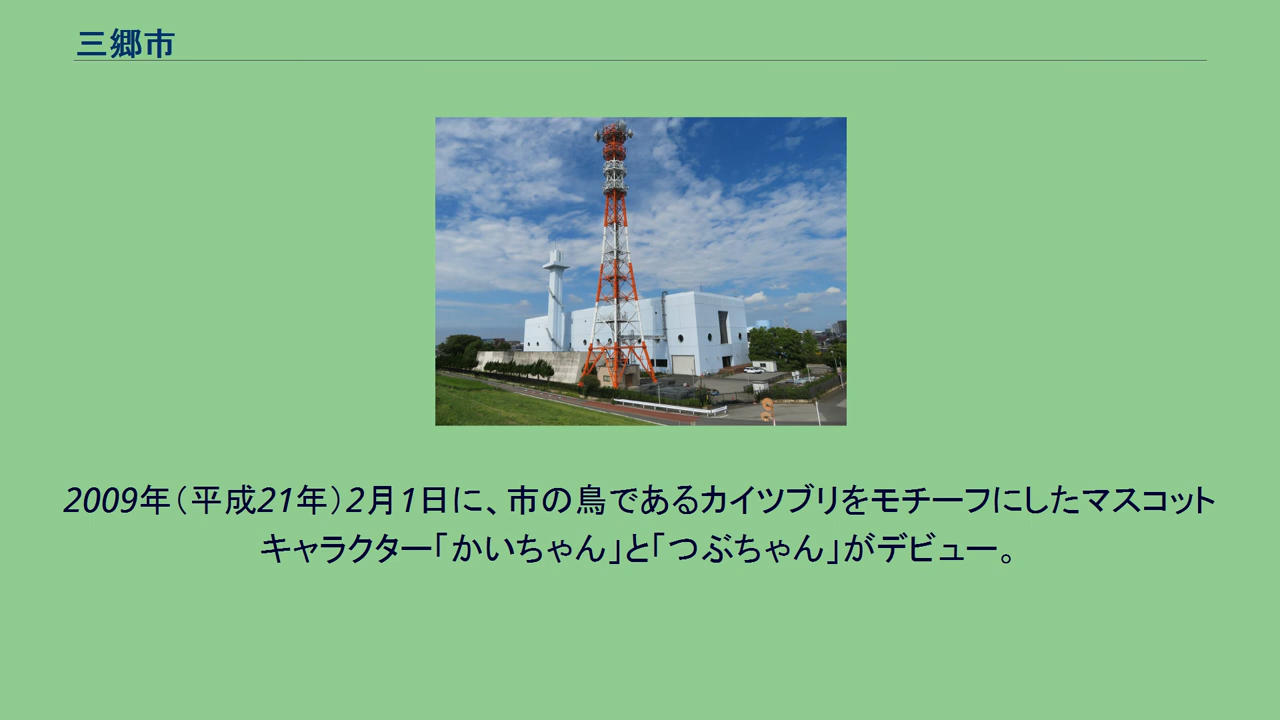 三郷市
2009年（平成21年）2月1日に、市の鳥であるカイツブリをモチーフにしたマスコット
キャラクター「かいちゃん」と「つぶちゃん」がデビュー。